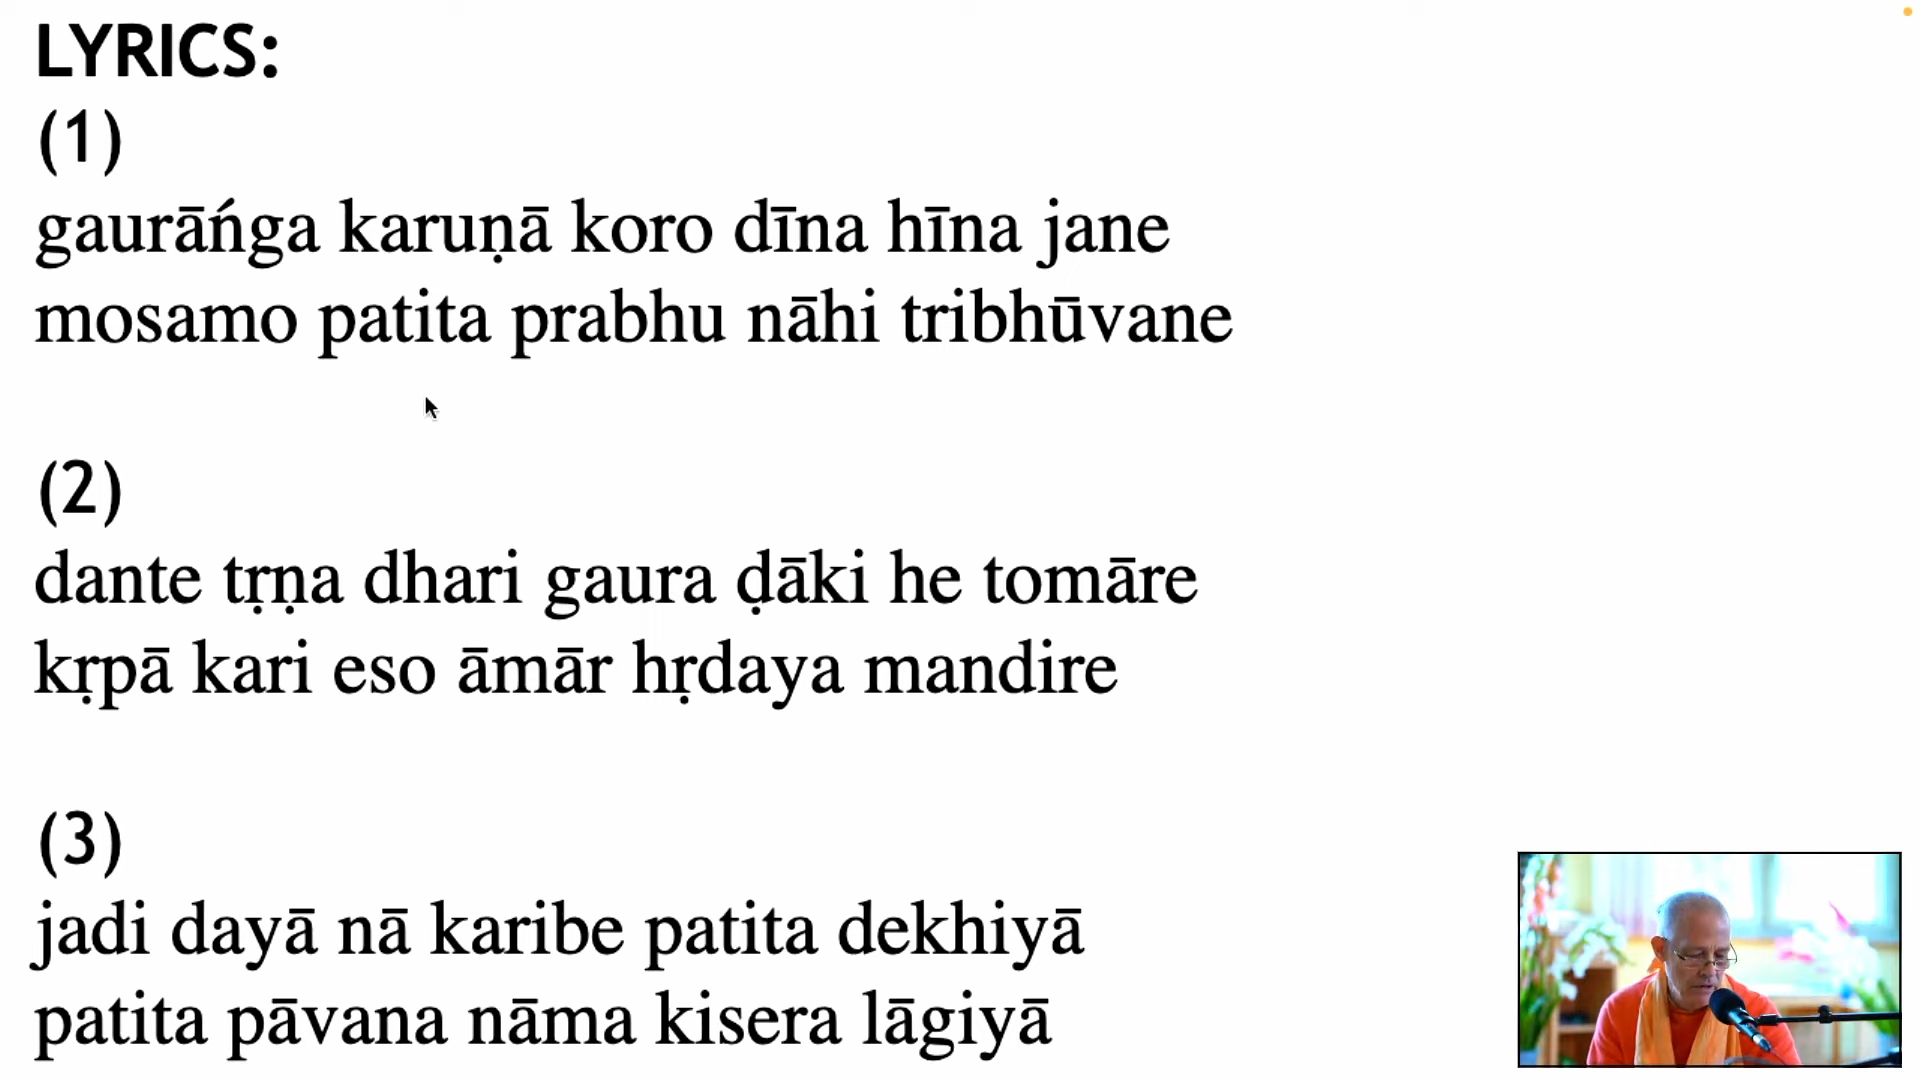 LYRICS:
(1)
gaurāńga karuṇā koro dīna hīna jane
mosamo patita prabhu nāhi tribhūvane
(2)
dante tṛṇa dhari gaura ḍāki he tomāre
kṛpā kari eso āmār hṛdaya mandire
(3)
jadi dayā nā karibe patita dekhiyā
patita pāvana nāma kisera lāgiyā